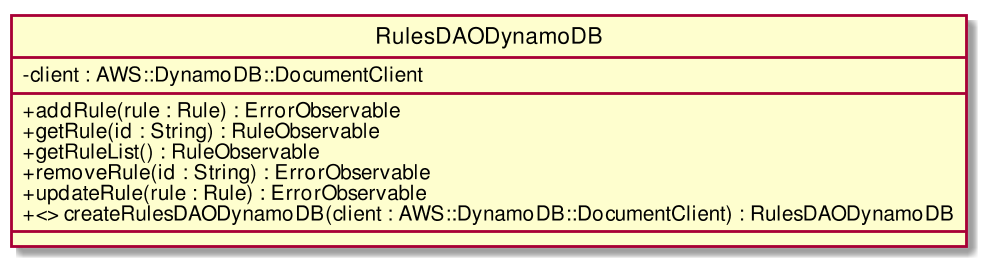 RulesDAODynamoDB
-client : AWS::DynamoDB::DocumentClient
+addRule(rule : Rule) : ErrorObservable
+getRule(id : String) : RuleObservable
+getRuleList() : RuleObservable
+removeRule(id : String) : ErrorObservable
+updateRule(rule : Rule) : ErrorObservable
+<> createRulesDAODynamoDB(client : AWS::DynamoDB::DocumentClient) : RulesDAODynamoDB